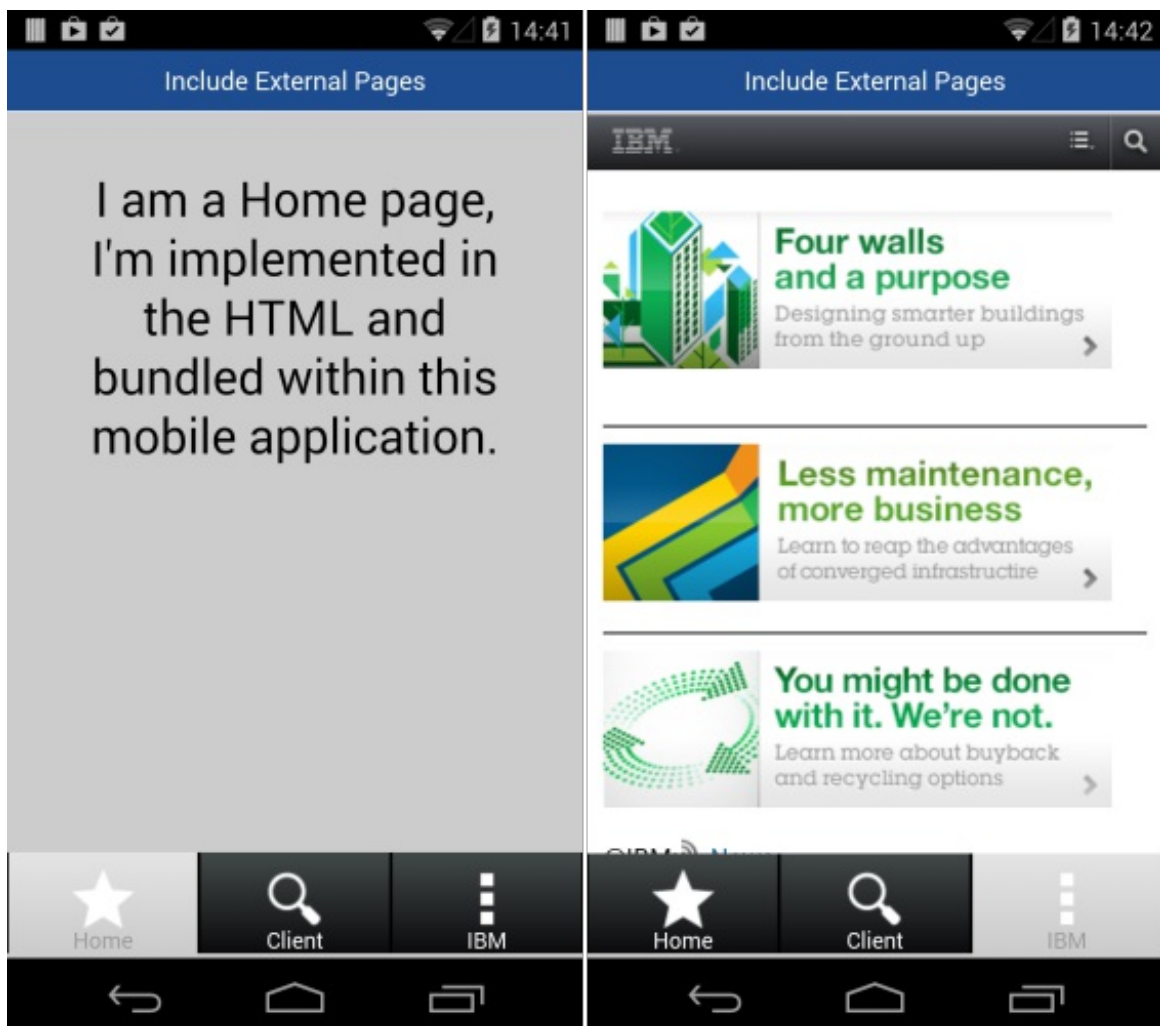 14:41
Include External Pages
I am a Home page,
I'm implemented in
the HTML and
bundled within this
mobile application.
Home
Client
IBM
14:42
Include External Pages
IBM
Four walls
and a purpose
Designing smarter buildings
from the ground up
Less maintenance,
more business
Learn to reap the advantages
of converged infrastructire
You might be done
with it. We're not.
Learn more about buyback
and recycling options
Home
Client
IBM